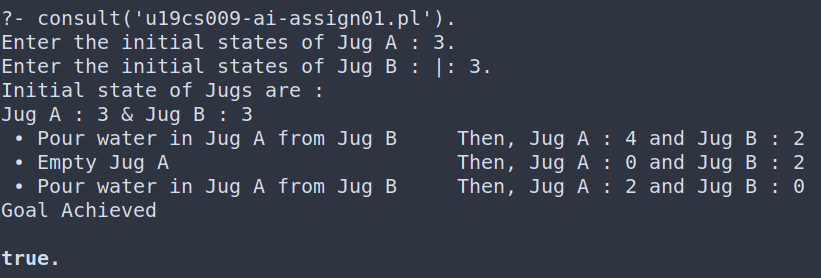 ?- consult('u19cs009-ai-assign01.pl').
Enter the initial states of Jug A : 3.
Enter the initial states of Jug B : |: 3.
Initial state of Jugs are :
Jug A : 3 & Jug B : 3
 • Pour water in Jug A from Jug B     Then, Jug A : 4 and Jug B : 2
 • Empty Jug A                        Then, Jug A : 0 and Jug B : 2
 • Pour water in Jug A from Jug B     Then, Jug A : 2 and Jug B : 0
Goal Achieved
true.